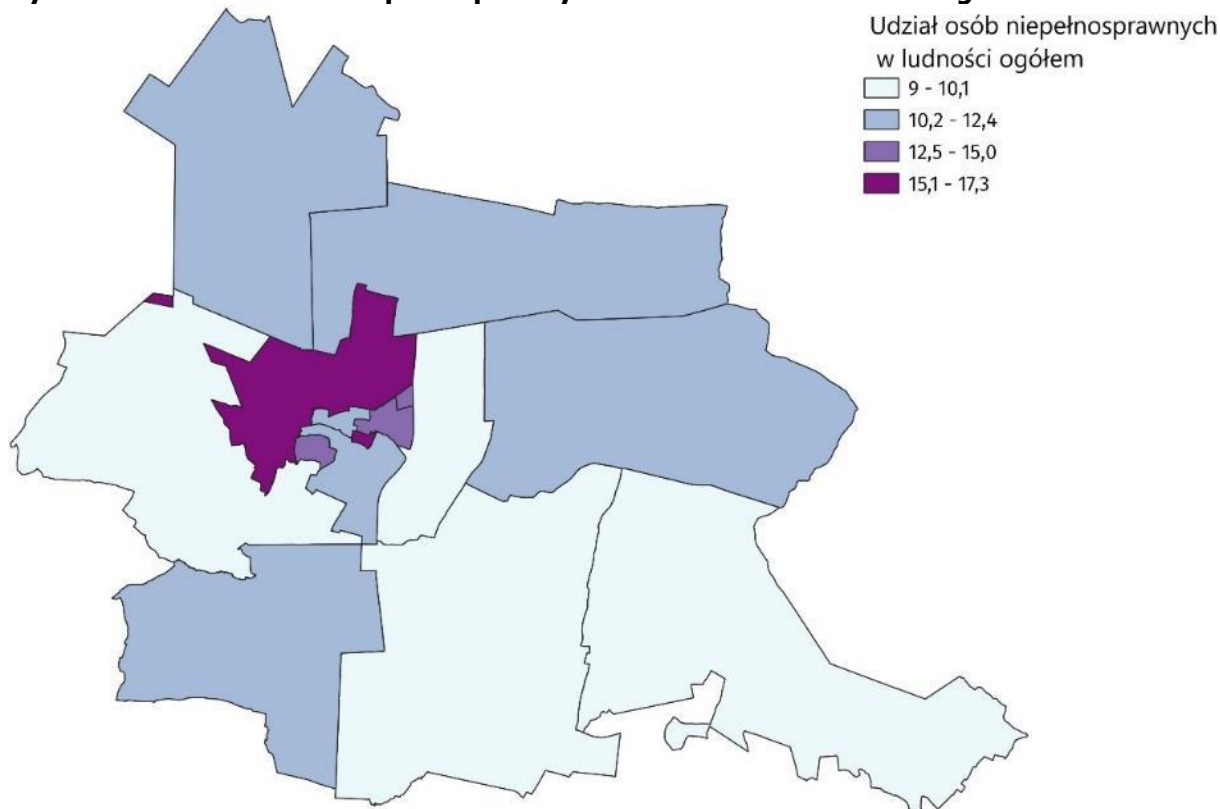 Udział osób niepełnosprawnych
w ludności ogółem
9 - 10,1
10,2 - 12,4
12,5 - 15,0
15,1 - 17,3